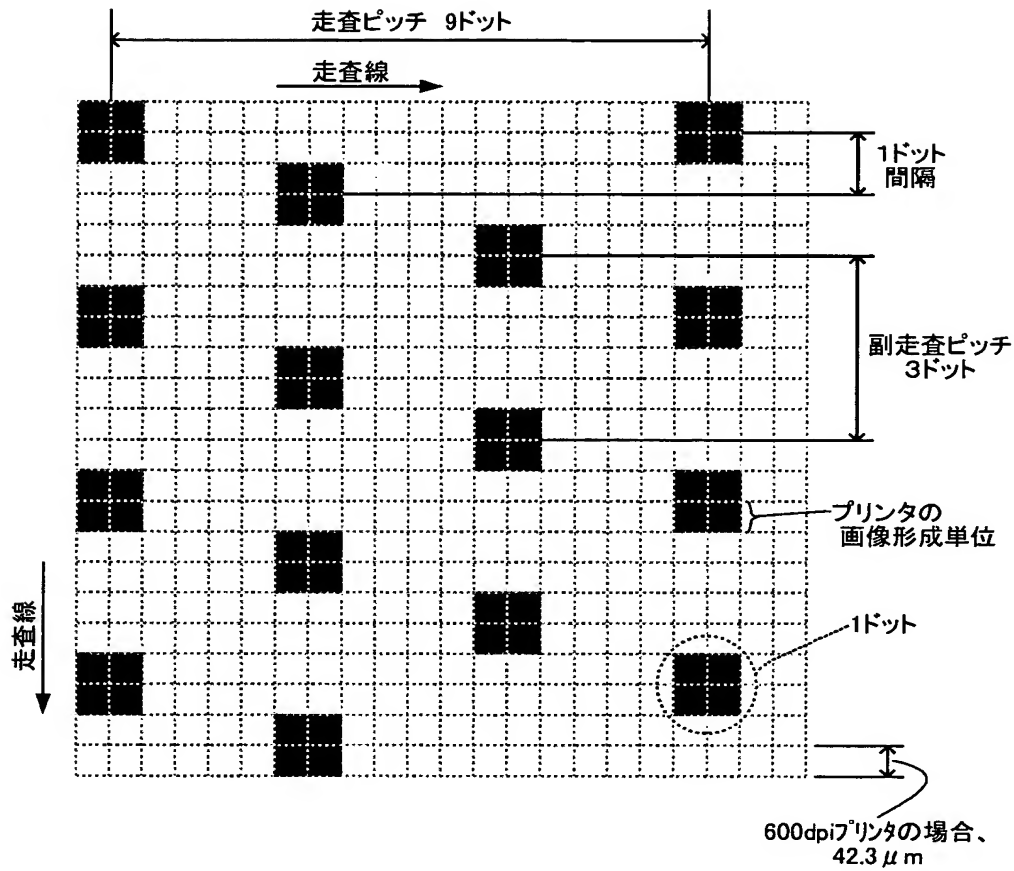 走査ピッチ 9ドット
走査線
1ドット
間隔
副走査ピッチ
3ドット
プリンタの
画像形成単位
走査線
1ドット
600dpiプリンタの場合、
42.3μm